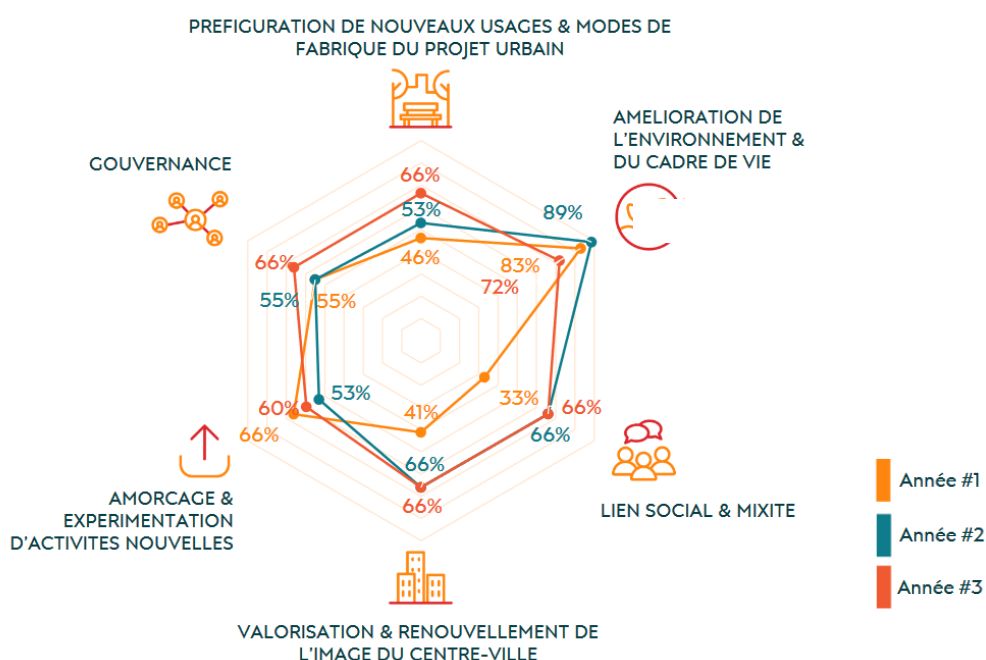 PREFIGURATION DE NOUVEAUX USAGES & MODES DE
FABRIQUE DU PROJET URBAIN
AMELIORATION DE
L'ENVIRONNEMENT &
DU CADRE DE VIE
GOUVERNANCE
66%
53%
46%
89%
83%
72%
66%
55%
55%
53%
33%
66%
66%
60%
66%
41%
66%
66%
AMORCAGE &
EXPERIMENTATION
D'ACTIVITES NOUVELLES
LIEN SOCIAL & MIXITE
VALORISATION & RENOUVELLEMENT DE
L'IMAGE DU CENTRE-VILLE
Année #1
Année #2
Année #3